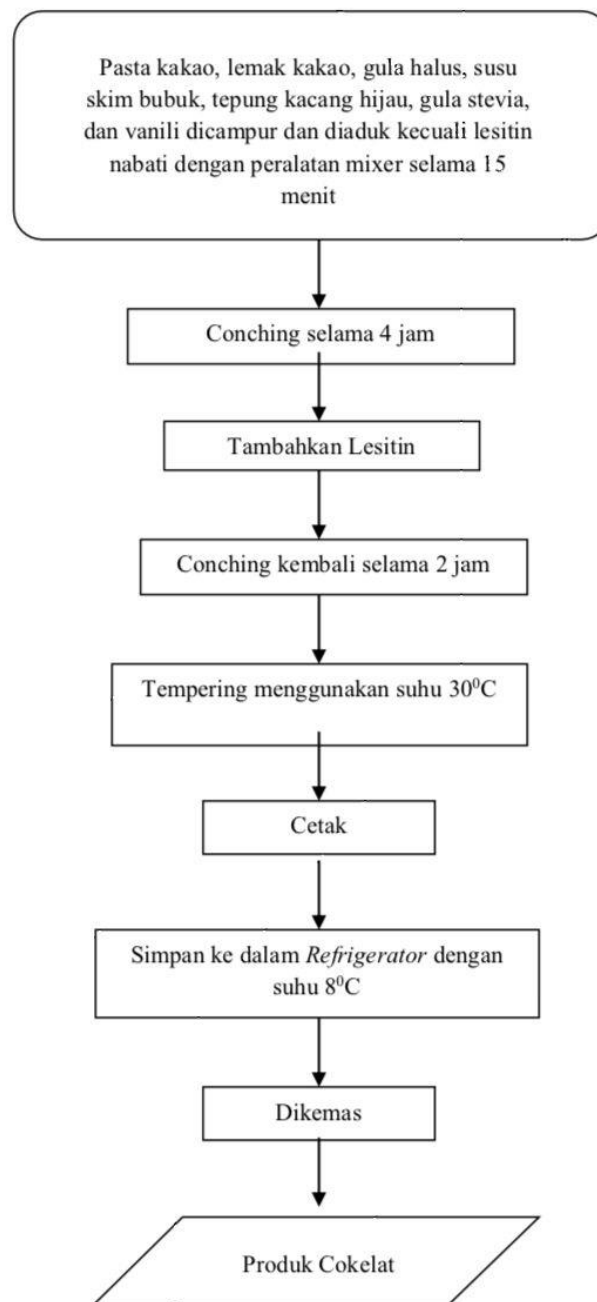 Pasta kakao, lemak kakao, gula halus, susu
skim bubuk, tepung kacang hijau, gula stevia,
dan vanili dicampur dan diaduk kecuali lesitin
nabati dengan peralatan mixer selama 15
menit
Conching selama 4 jam
Tambahkan Lesitin
Conching kembali selama 2 jam
Tempering menggunakan suhu 30⁰C
Cetak
Simpan ke dalam Refrigerator dengan
suhu 8⁰C
Dikemas
Produk Cokelat